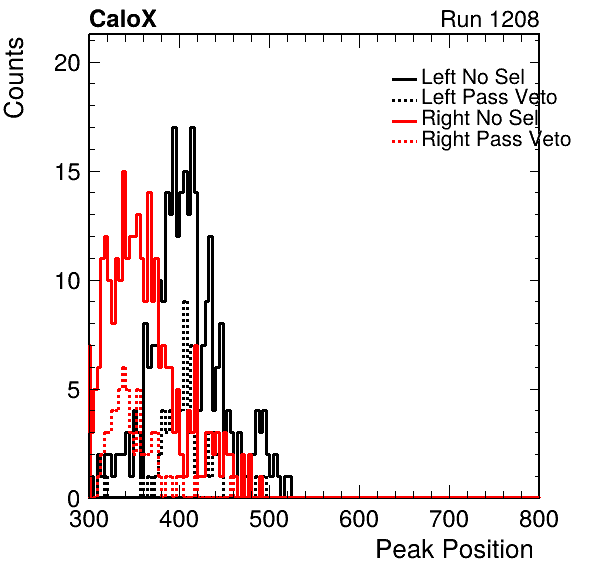 CaloX Run 1208
Counts
20
15
10
5
0
Left No Sel
Left Pass Veto
Right No Sel
Right Pass Veto
300 400 500 600 700 800
Peak Position